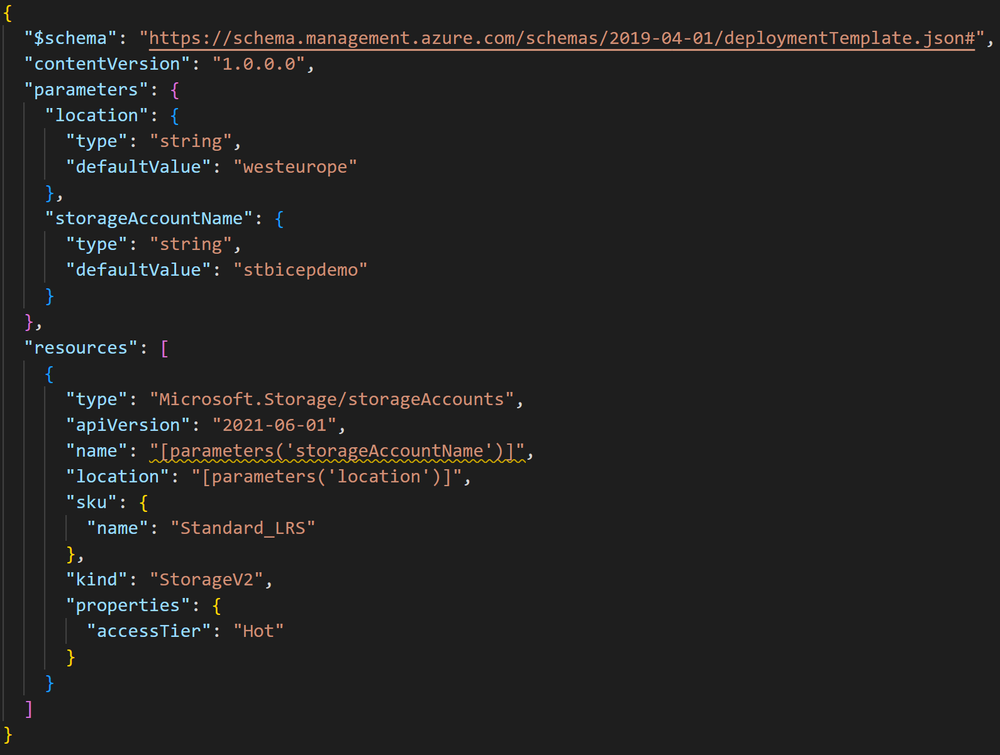 {
  "$schema": "https://schema.management.azure.com/schemas/2019-04-01/deploymentTemplate.json#",
  "contentVersion": "1.0.0.0",
  "parameters": {
    "location": {
      "type": "string",
      "defaultValue": "westeurope"
    },
    "storageAccountName": {
      "type": "string",
      "defaultValue": "stbicepdemo"
    }
  },
  "resources": [
    {
      "type": "Microsoft.Storage/storageAccounts",
      "apiVersion": "2021-06-01",
      "name": "[parameters('storageAccountName')]",
      "location": "[parameters('location')]",
      "sku": {
        "name": "Standard_LRS"
      },
      "kind": "StorageV2",
      "properties": {
        "accessTier": "Hot"
      }
    }
  ]
}